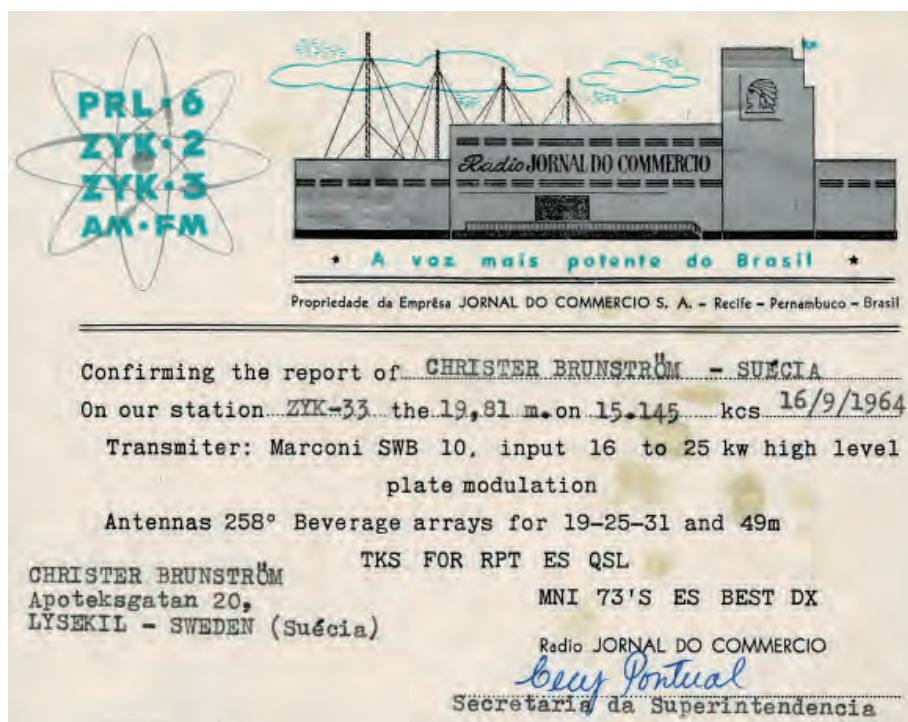 PRL·6
ZYK·2
ZYK·3
AM·FM
Radio JORNAL DO COMMERCIO
* A voz mais potente do Brasil *
Propriedade da Emprêsa JORNAL DO COMMERCIO S. A. – Recife – Pernambuco – Brasil
Confirming the report of CHRISTER BRUNSTRÖM - SUÉCIA
On our station ZYK-33 the 19,81 m. on 15.145 kcs 16/9/1964
Transmiter: Marconi SWB 10, input 16 to 25 kw high level
plate modulation
Antennas 258° Beverage arrays for 19-25-31 and 49m
TKS FOR RPT ES QSL
MNI 73'S ES BEST DX
CHRISTER BRUNSTRÖM
Apoteksgatan 20,
LYSEKIL - SWEDEN (Suécia)
Radio JORNAL DO COMMERCIO
Cecy Pontual
Secretaria da Superintendencia